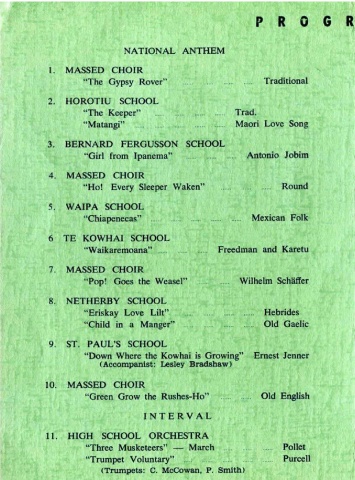 PROGR
NATIONAL ANTHEM
1. MASSED CHOIR
"The Gypsy Rover" ... ... Traditional
2. HOROTIU SCHOOL
"The Keeper" ... ... ... Trad.
"Matangi" ... ... ... Maori Love Song
3. BERNARD FERGUSSON SCHOOL
"Girl from Ipanema" ... ... Antonio Jobim
4. MASSED CHOIR
"Ho! Every Sleeper Waken" ... ... Round
5. WAIPA SCHOOL
"Chiapenecas" ... ... ... Mexican Folk
6 TE KOWHAI SCHOOL
"Waikaremoana" ... ... Freedman and Karetu
7. MASSED CHOIR
"Pop! Goes the Weasel" ... Wilhelm Schäffer
8. NETHERBY SCHOOL
"Eriskay Love Lilt" ... ... Hebrides
"Child in a Manger" ... ... Old Gaelic
9. ST. PAUL'S SCHOOL
"Down Where the Kowhai is Growing" Ernest Jenner
(Accompanist: Lesley Bradshaw)
10. MASSED CHOIR
"Green Grow the Rushes-Ho" ... Old English
INTERVAL
11. HIGH SCHOOL ORCHESTRA
"Three Musketeers" — March ... Pollet
"Trumpet Voluntary" ... ... Purcell
(Trumpets: C. McCowan, P. Smith)